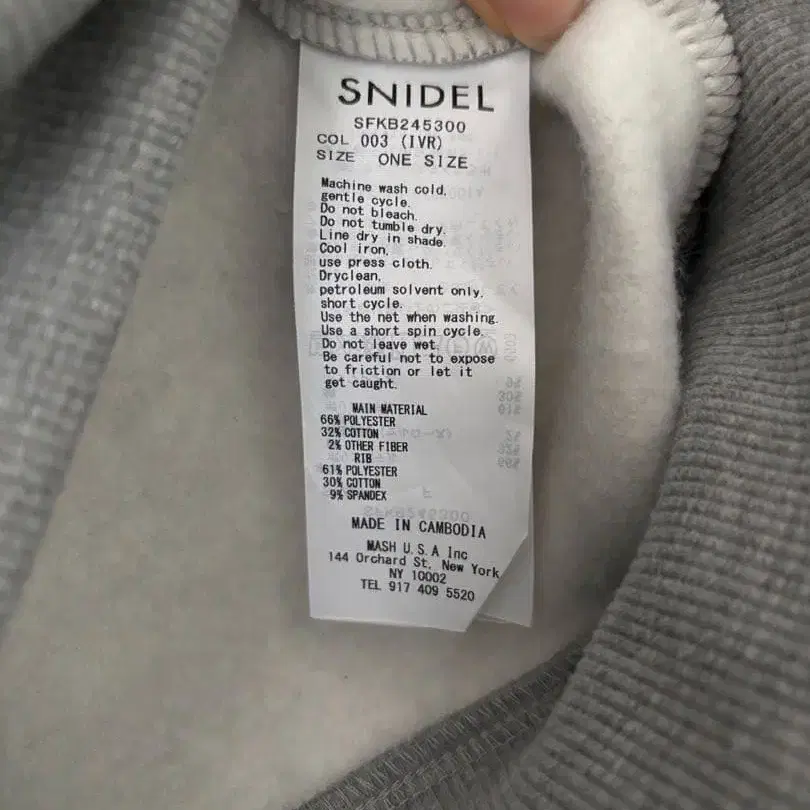 SNIDEL
SFKB245300
COL 003 (IVR)
SIZE ONE SIZE
Machine wash cold,
gentle cycle.
Do not bleach.
Do not tumble dry.
Line dry in shade.
Cool iron,
use press cloth.
Dryclean,
petroleum solvent only,
short cycle.
Use the net when washing.
Use a short spin cycle.
Do not leave wet.
Be careful not to expose
to friction or let it
get caught.
MAIN MATERIAL
66% POLYESTER
32% COTTON
2% OTHER FIBER
RIB
61% POLYESTER
30% COTTON
9% SPANDEX
MADE IN CAMBODIA
MASH U.S.A Inc
144 Orchard St, New York
NY 10002
TEL 917 409 5520